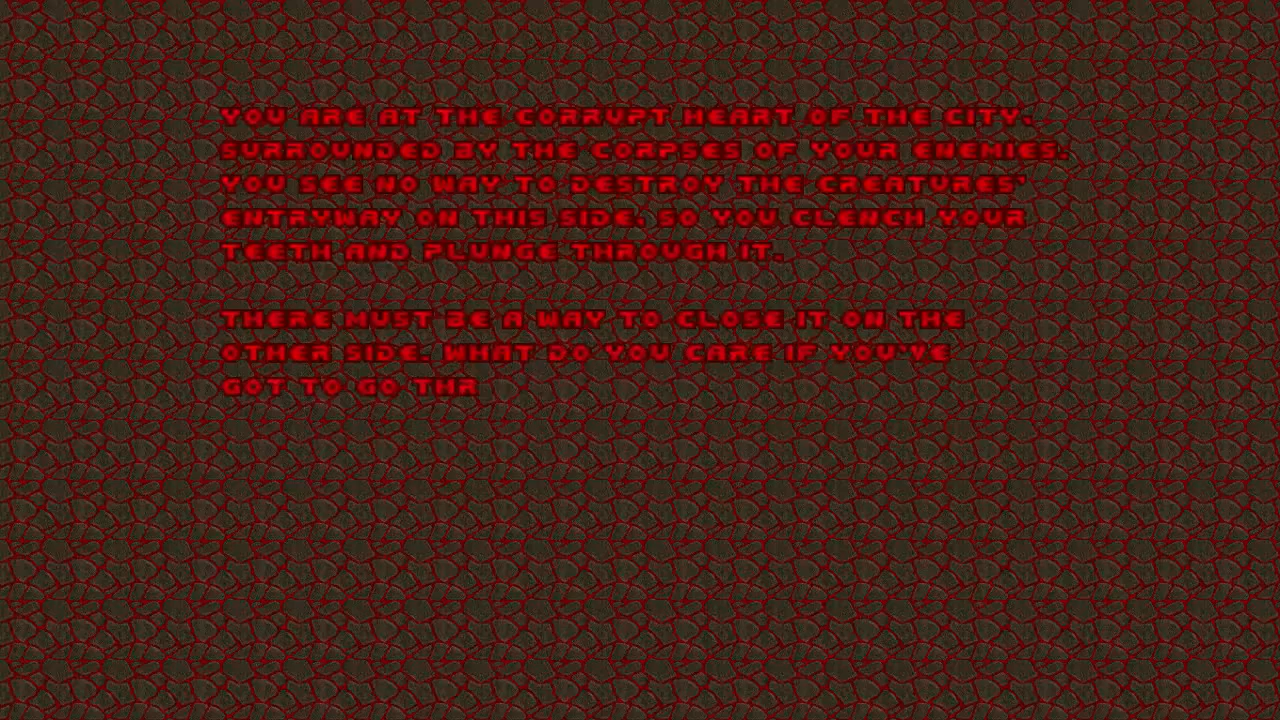 YOU ARE AT THE CORRUPT HEART OF THE CITY,
SURROUNDED BY THE CORPSES OF YOUR ENEMIES.
YOU SEE NO WAY TO DESTROY THE CREATURES'
ENTRYWAY ON THIS SIDE, SO YOU CLENCH YOUR
TEETH AND PLUNGE THROUGH IT.
THERE MUST BE A WAY TO CLOSE IT ON THE
OTHER SIDE. WHAT DO YOU CARE IF YOU'VE
GOT TO GO THR